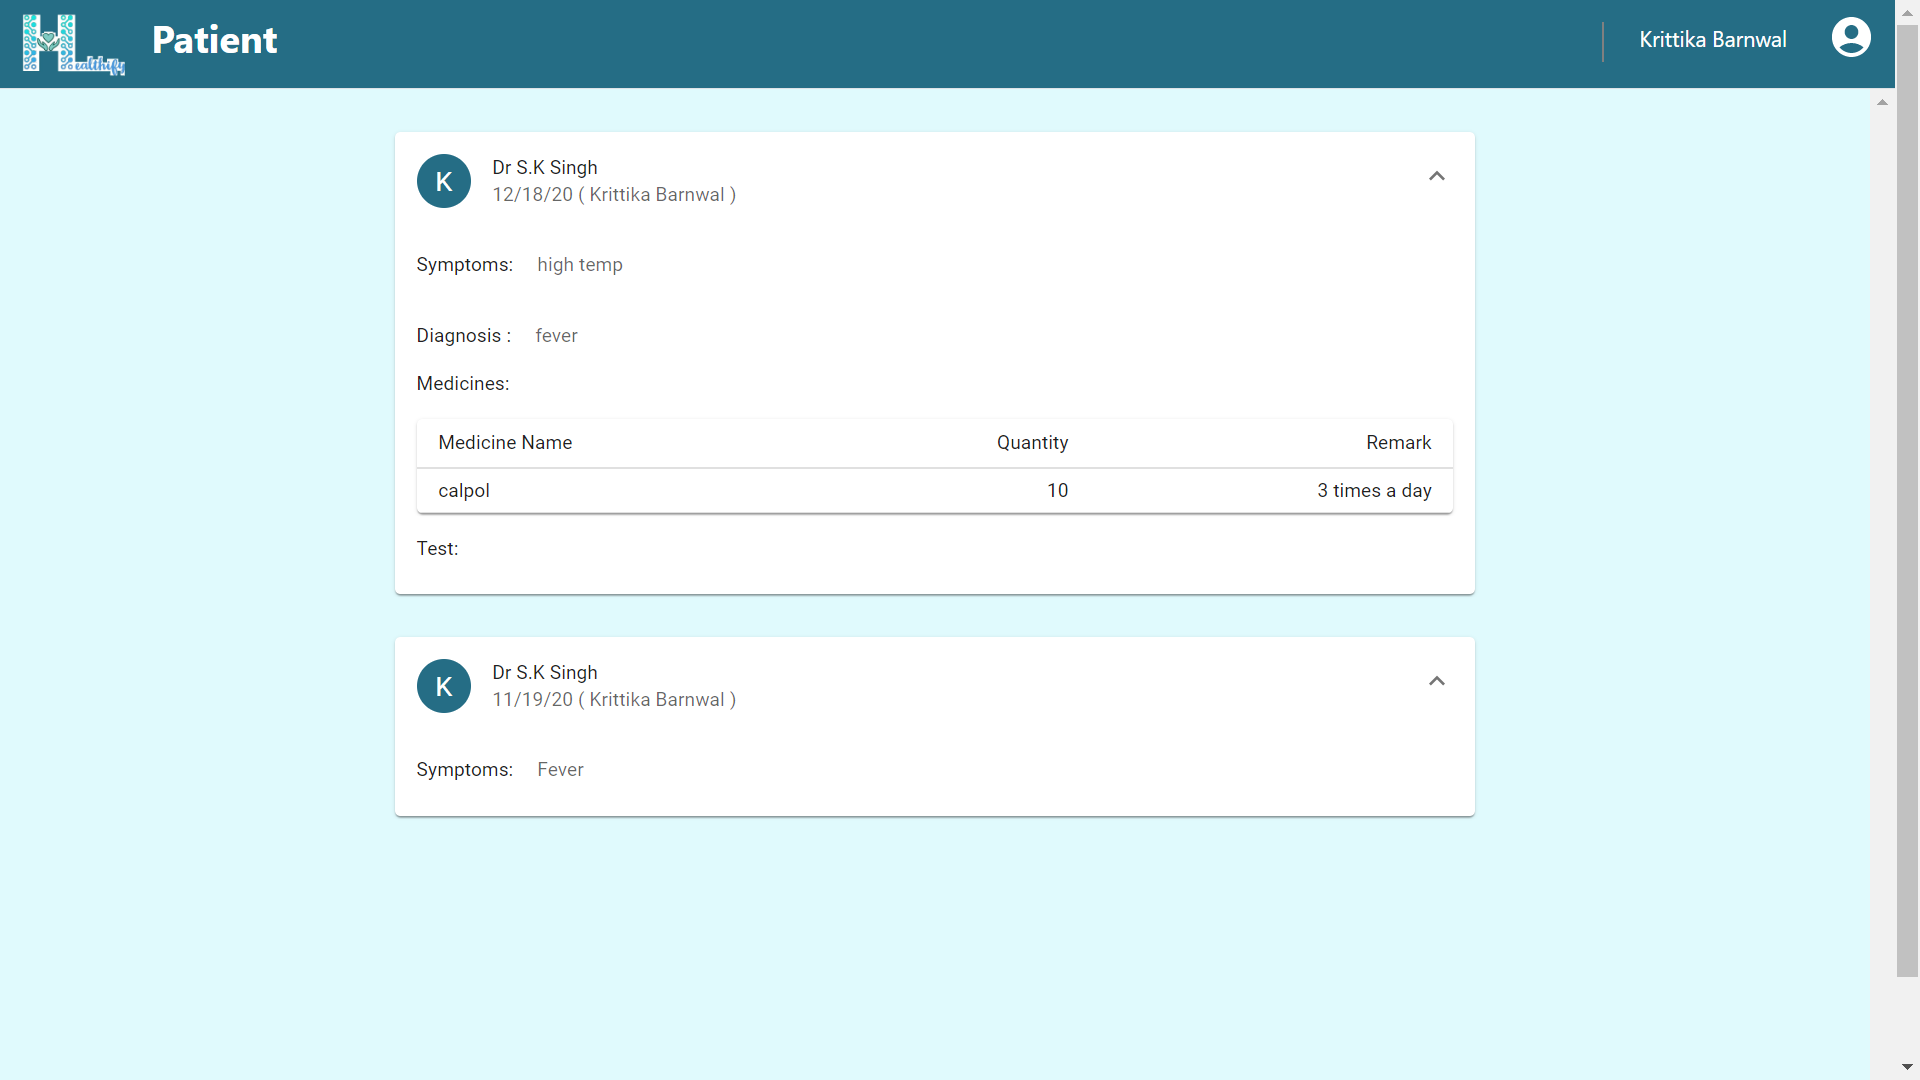 Healthify
Patient
Krittika Barnwal
K
Dr S.K Singh
12/18/20 ( Krittika Barnwal )
Symptoms: high temp
Diagnosis : fever
Medicines:
Medicine Name Quantity Remark
calpol 10 3 times a day
Test:
K
Dr S.K Singh
11/19/20 ( Krittika Barnwal )
Symptoms: Fever